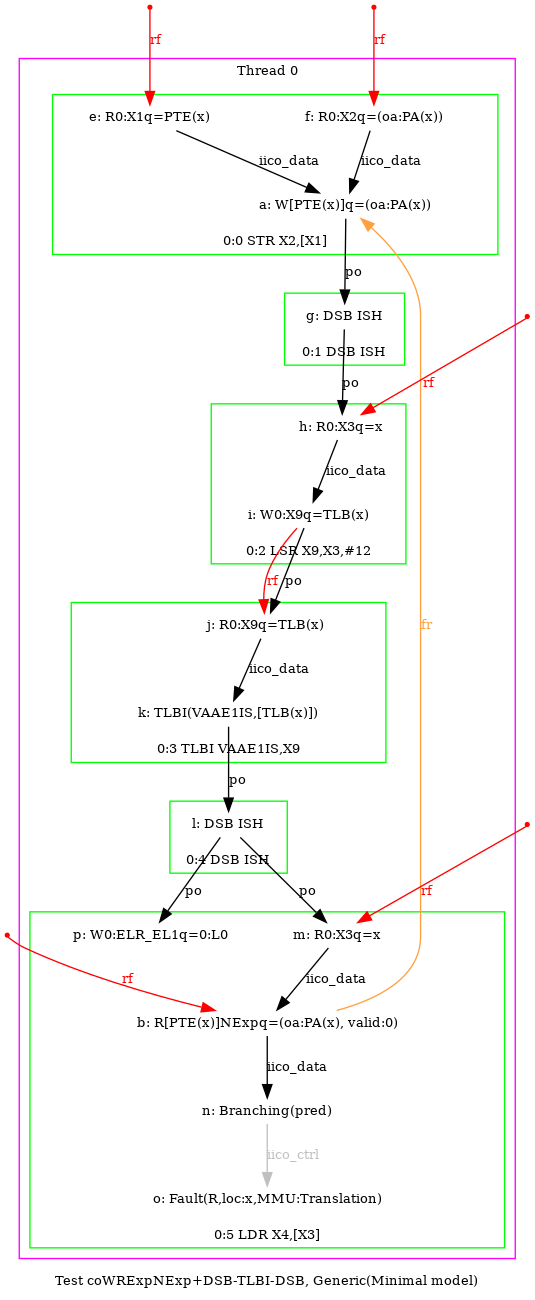 rf
rf
Thread 0
e: R0:X1q=PTE(x)
f: R0:X2q=(oa:PA(x))
iico_data
iico_data
a: W[PTE(x)]q=(oa:PA(x))
0:0 STR X2,[X1]
po
g: DSB ISH
0:1 DSB ISH
po
rf
h: R0:X3q=x
iico_data
i: W0:X9q=TLB(x)
0:2 LSR X9,X3,#12
rf
po
j: R0:X9q=TLB(x)
fr
iico_data
k: TLBI(VAAE1IS,[TLB(x)])
0:3 TLBI VAAE1IS,X9
po
l: DSB ISH
0:4 DSB ISH
po
po
rf
p: W0:ELR_EL1q=0:L0
m: R0:X3q=x
rf
iico_data
b: R[PTE(x)]NExpq=(oa:PA(x), valid:0)
iico_data
n: Branching(pred)
iico_ctrl
o: Fault(R,loc:x,MMU:Translation)
0:5 LDR X4,[X3]
Test coWRExpNExp+DSB-TLBI-DSB, Generic(Minimal model)